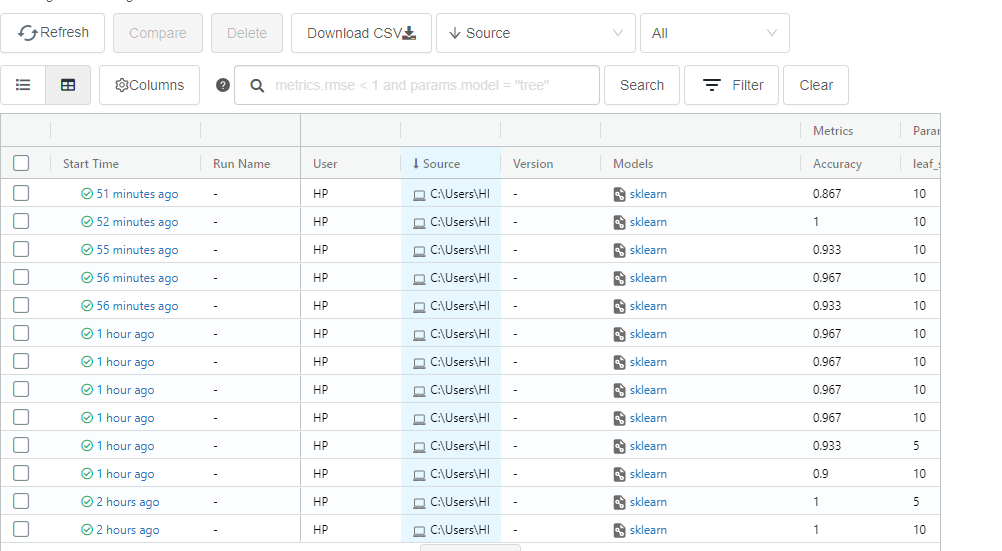 Refresh Compare Delete Download CSV Source All
Columns metrics.rmse < 1 and params.model = "tree" Search Filter Clear
Metrics
Start Time Run Name User Source Version Models Accuracy
51 minutes ago - HP C:\Users\HI - sklearn 0.867 10
52 minutes ago - HP C:\Users\HI - sklearn 1 10
55 minutes ago - HP C:\Users\HI - sklearn 0.933 10
56 minutes ago - HP C:\Users\HI - sklearn 0.967 10
56 minutes ago - HP C:\Users\HI - sklearn 0.933 10
1 hour ago - HP C:\Users\HI - sklearn 0.967 10
1 hour ago - HP C:\Users\HI - sklearn 0.967 10
1 hour ago - HP C:\Users\HI - sklearn 0.967 10
1 hour ago - HP C:\Users\HI - sklearn 0.967 10
1 hour ago - HP C:\Users\HI - sklearn 0.933 5
1 hour ago - HP C:\Users\HI - sklearn 0.9 10
2 hours ago - HP C:\Users\HI - sklearn 1 5
2 hours ago - HP C:\Users\HI - sklearn 1 10